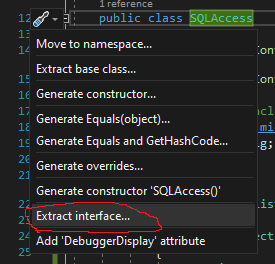 1 reference
12 public class SQLAccess
Move to namespace...
Extract base class...
Generate constructor...
Generate Equals(object)...
Generate Equals and GetHashCode...
Generate overrides...
Generate constructor 'SQLAccess()'
Extract interface...
Add 'DebuggerDisplay' attribute